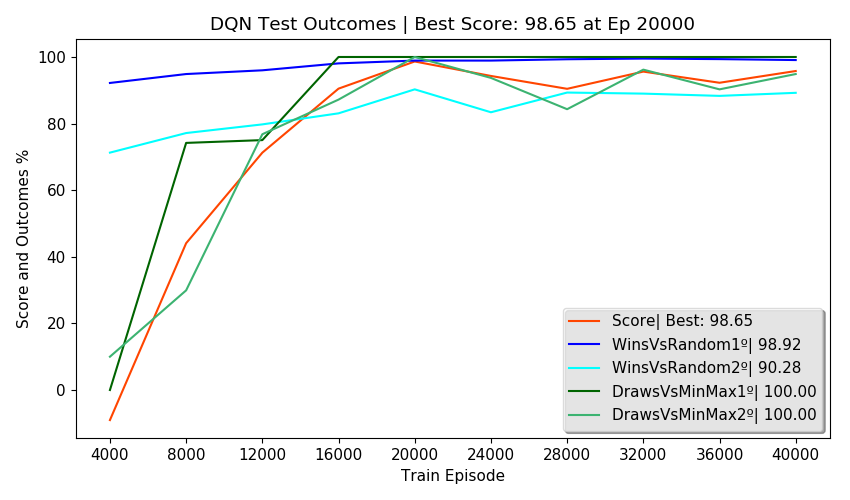 DQN Test Outcomes | Best Score: 98.65 at Ep 20000
Score and Outcomes %
100
80
60
40
20
0
Score| Best: 98.65
WinsVsRandom1º| 98.92
WinsVsRandom2º| 90.28
DrawsVsMinMax1º| 100.00
DrawsVsMinMax2º| 100.00
4000 8000 12000 16000 20000 24000 28000 32000 36000 40000
Train Episode